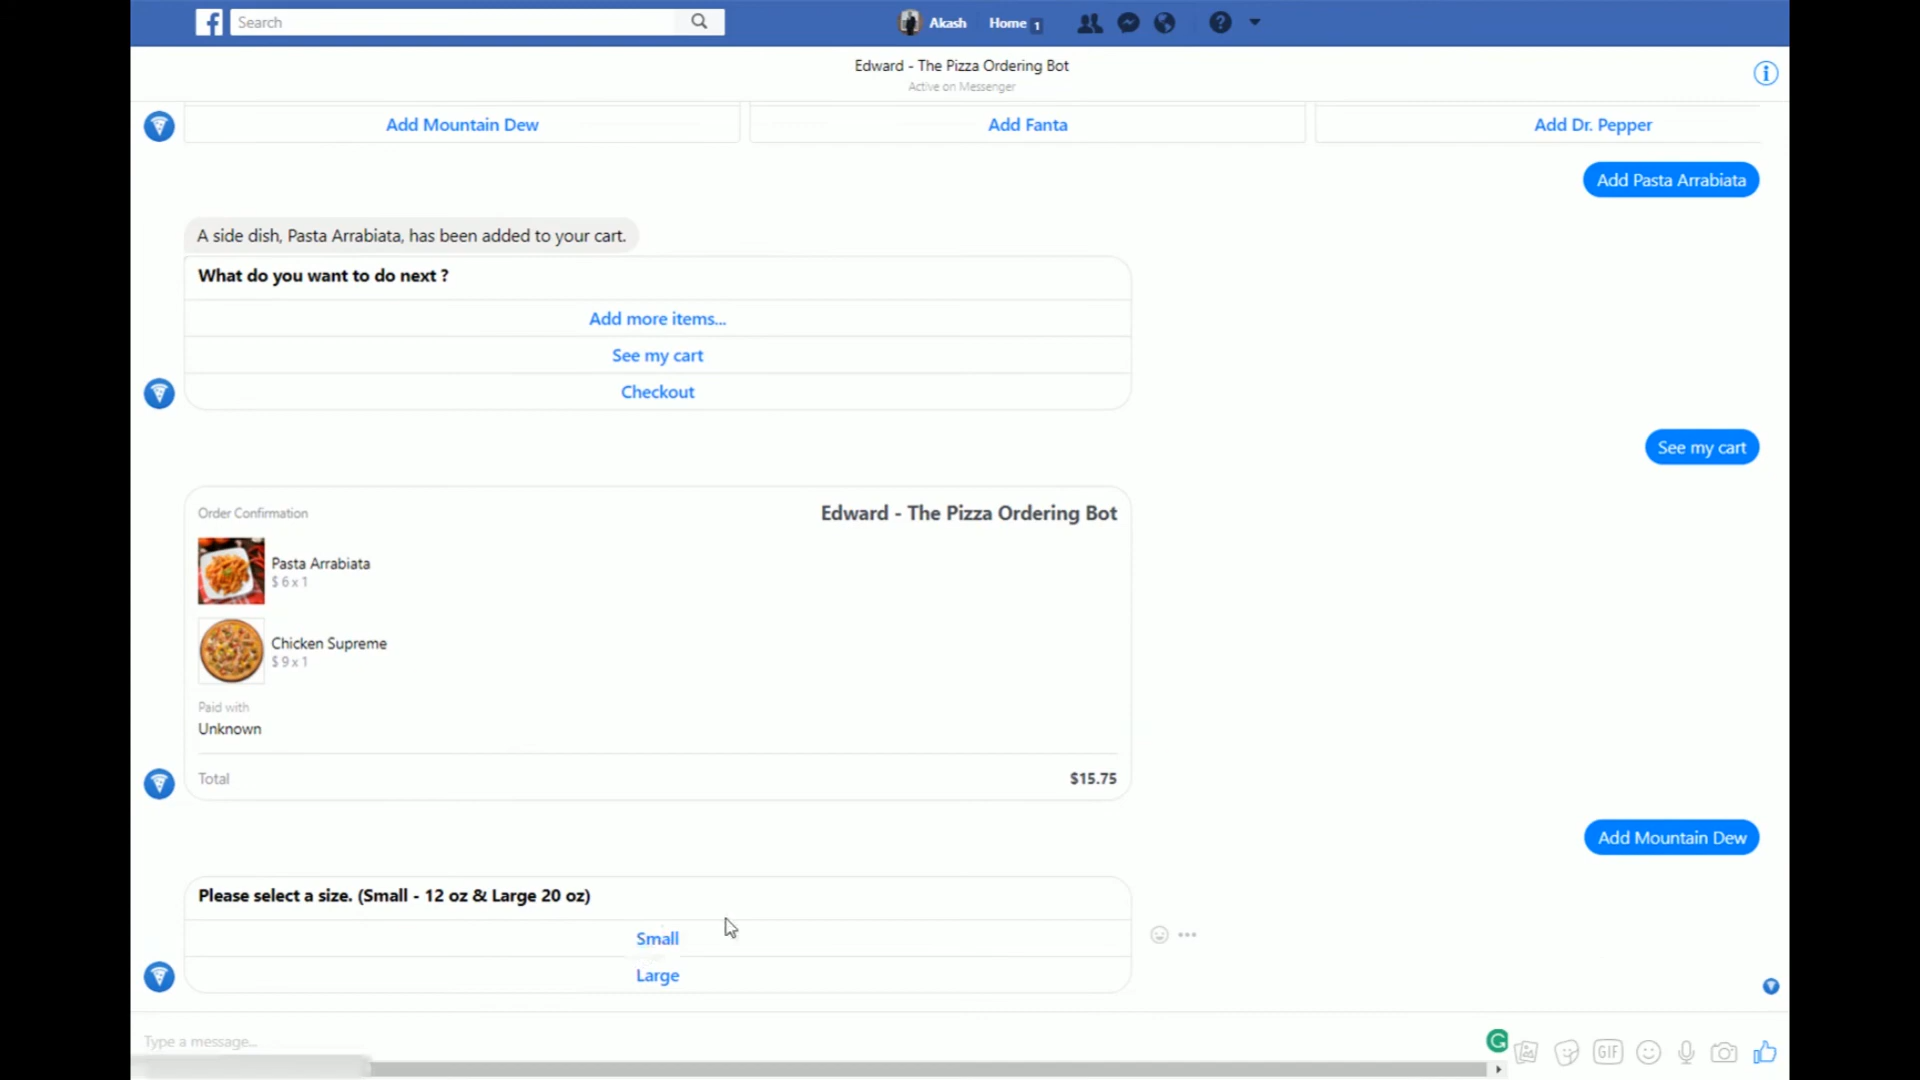 Search
Akash
Home 1
Edward - The Pizza Ordering Bot
Active on Messenger
Add Mountain Dew
Add Fanta
Add Dr. Pepper
Add Pasta Arrabiata
A side dish, Pasta Arrabiata, has been added to your cart.
What do you want to do next ?
Add more items...
See my cart
Checkout
See my cart
Order Confirmation
Edward - The Pizza Ordering Bot
Pasta Arrabiata
$ 6 x 1
Chicken Supreme
$ 9 x 1
Paid with
Unknown
Total
$15.75
Add Mountain Dew
Please select a size. (Small - 12 oz & Large 20 oz)
Small
Large
Type a message...
GIF